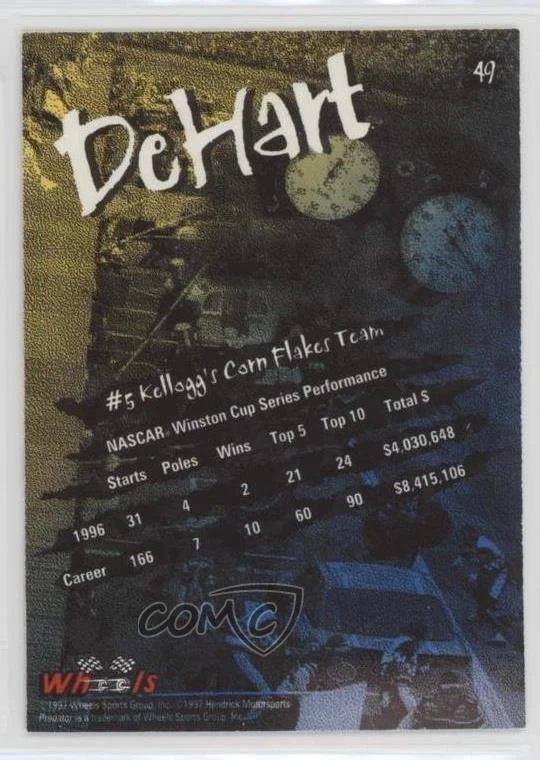 49
DeHart
#5 Kellogg's Corn Flakes Team
NASCAR® Winston Cup Series Performance
Starts Poles Wins Top 5 Top 10 Total $
1996 31 4 2 21 24 $4,030,648
Career 166 7 10 60 90 $8,415,106
COMC
Wheels
©1997 Wheels Sports Group, Inc. ©1997 Hendrick Motorsports
Predator is a trademark of Wheels Sports Group, Inc.